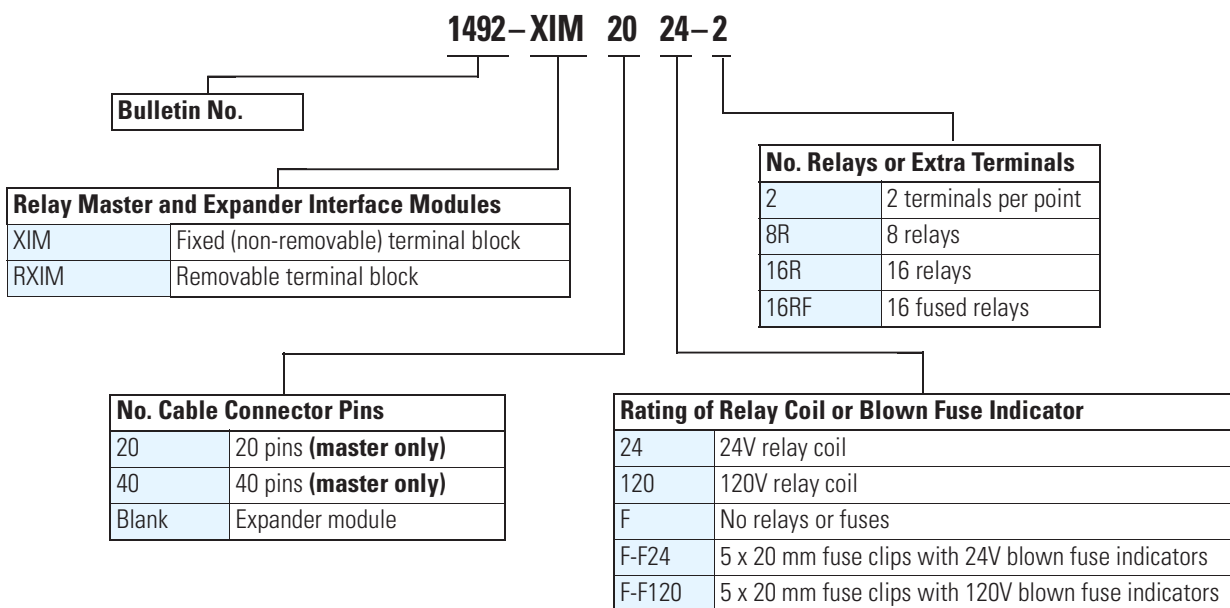 1492–XIM 20 24–2
Bulletin No.
No. Relays or Extra Terminals
2 2 terminals per point
8R 8 relays
16R 16 relays
16RF 16 fused relays
Relay Master and Expander Interface Modules
XIM Fixed (non-removable) terminal block
RXIM Removable terminal block
No. Cable Connector Pins
20 20 pins (master only)
40 40 pins (master only)
Blank Expander module
Rating of Relay Coil or Blown Fuse Indicator
24 24V relay coil
120 120V relay coil
F No relays or fuses
F-F24 5 x 20 mm fuse clips with 24V blown fuse indicators
F-F120 5 x 20 mm fuse clips with 120V blown fuse indicators